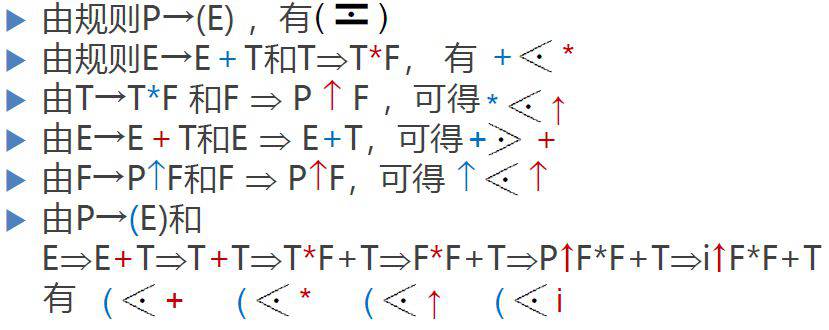 ▶ 由规则P→(E) ，有( ≖ )
▶ 由规则E→E + T和T⇒T*F， 有 + ⋖ *
▶ 由T→T*F 和F ⇒ P ↑ F ，可得 * ⋖ ↑
▶ 由E→E + T和E ⇒ E+T，可得+ ⋗ +
▶ 由F→P↑F和F ⇒ P↑F，可得 ↑ ⋖ ↑
▶ 由P→(E)和
E⇒E+T⇒T+T⇒T*F+T⇒F*F+T⇒P↑F*F+T⇒i↑F*F+T
有 ( ⋖ + ( ⋖ * ( ⋖ ↑ ( ⋖ i